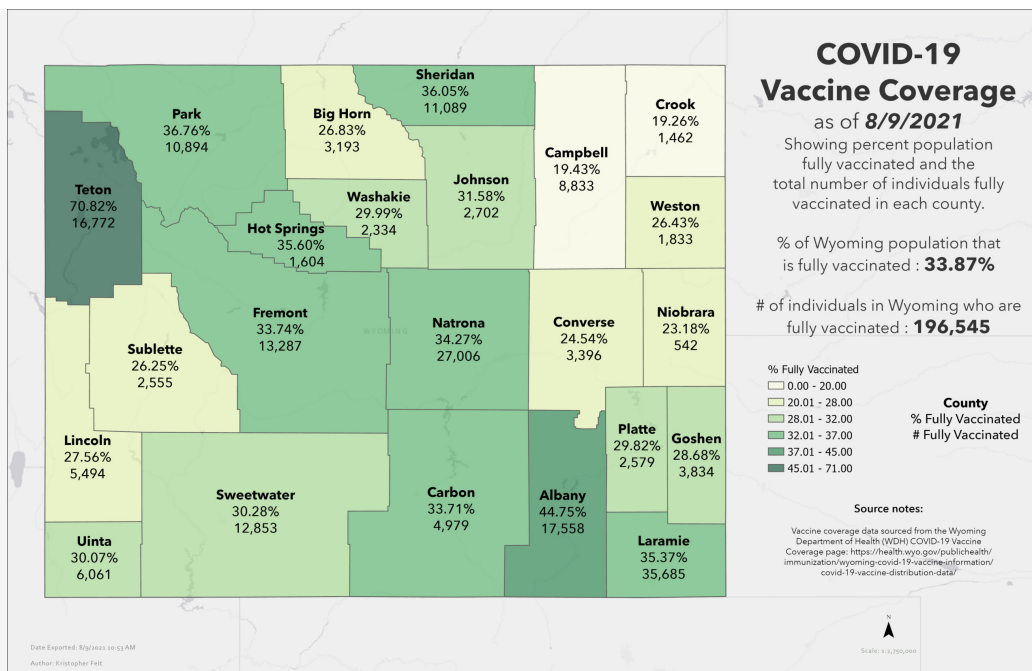 COVID-19
Vaccine Coverage
as of 8/9/2021
Showing percent population
fully vaccinated and the
total number of individuals fully
vaccinated in each county.
% of Wyoming population that
is fully vaccinated : 33.87%
# of individuals in Wyoming who are
fully vaccinated : 196,545
% Fully Vaccinated
0.00 - 20.00
20.01 - 28.00
28.01 - 32.00
32.01 - 37.00
37.01 - 45.00
45.01 - 71.00
County
% Fully Vaccinated
# Fully Vaccinated
Source notes:
Vaccine coverage data sourced from the Wyoming
Department of Health (WDH) COVID-19 Vaccine
Coverage page: https://health.wyo.gov/publichealth/
immunization/wyoming-covid-19-vaccine-information/
covid-19-vaccine-distribution-data/
N
Scale: 1:2,750,000
Sheridan
36.05%
11,089
Park
36.76%
10,894
Big Horn
26.83%
3,193
Crook
19.26%
1,462
Campbell
19.43%
8,833
Teton
70.82%
16,772
Washakie
29.99%
2,334
Johnson
31.58%
2,702
Weston
26.43%
1,833
Hot Springs
35.60%
1,604
Fremont
33.74%
13,287
WYOMING
Natrona
34.27%
27,006
Converse
24.54%
3,396
Niobrara
23.18%
542
Sublette
26.25%
2,555
Lincoln
27.56%
5,494
Platte
29.82%
2,579
Goshen
28.68%
3,834
Sweetwater
30.28%
12,853
Carbon
33.71%
4,979
Albany
44.75%
17,558
Uinta
30.07%
6,061
Laramie
35.37%
35,685
Date Exported: 8/9/2021 10:53 AM
Author: Kristopher Felt